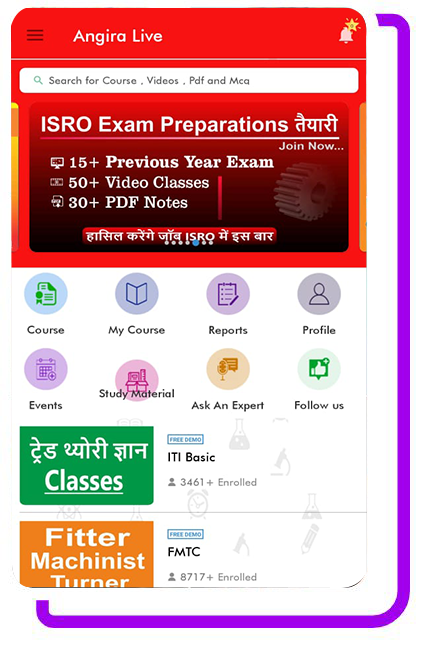 Angira Live
Search for Course , Videos , Pdf and Mcq
ISRO Exam Preparations तैयारी
Join Now...
15+ Previous Year Exam
50+ Video Classes
30+ PDF Notes
हासिल करेंगे जॉब ISRO में इस बार
Course
My Course
Reports
Profile
Events
Study Material
Ask An Expert
Follow us
ट्रेड थ्योरी ज्ञान
Classes
FREE DEMO
ITI Basic
3461+ Enrolled
Fitter
Machinist
Turner
FREE DEMO
FMTC
8717+ Enrolled